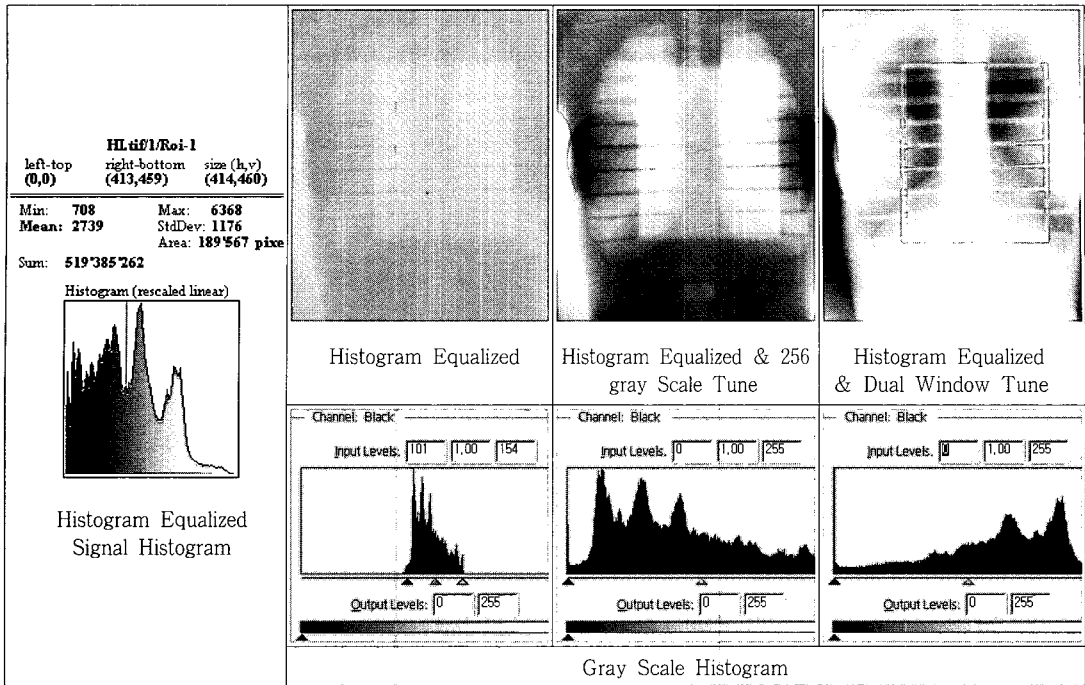 HL.tif/1/Roi-1
left-top right-bottom size (h,v)
(0,0) (413,459) (414,460)
Min: 708 Max: 6368
Mean: 2739 StdDev: 1176
Area: 189'567 pixe
Sum: 519'385'262
Histogram (rescaled linear)
Histogram Equalized
Signal Histogram
Histogram Equalized
Histogram Equalized & 256
gray Scale Tune
Histogram Equalized
& Dual Window Tune
Channel: Black
Input Levels: 101 1,00 154
Output Levels: 0 255
Channel: Black
Input Levels: 0 1,00 255
Output Levels: 0 255
Channel: Black
Input Levels: 0 1,00 255
Output Levels: 0 255
Gray Scale Histogram